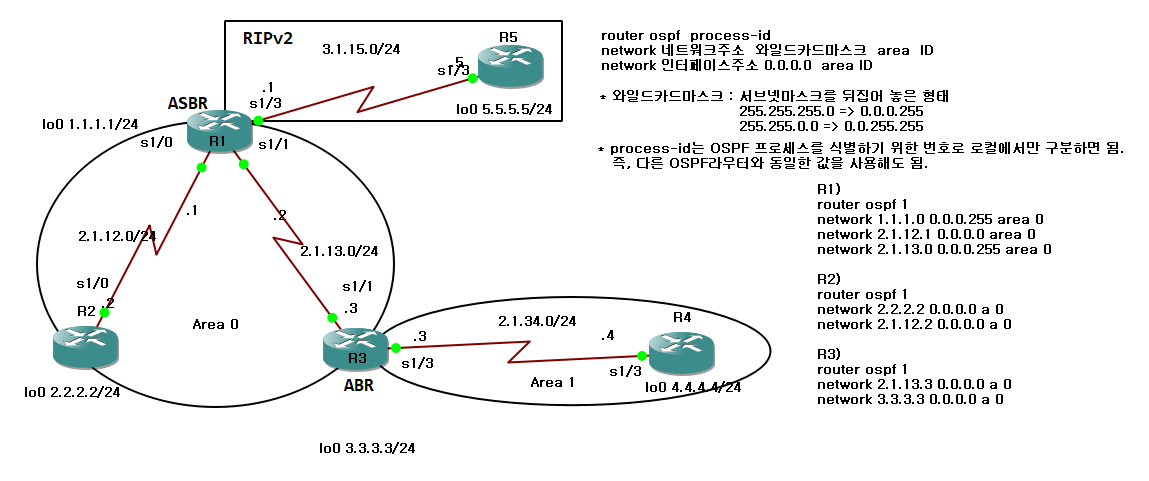 RIPv2
3.1.15.0/24
R5
.5
s1/3
.1
s1/3
lo0 5.5.5.5/24
ASBR
lo0 1.1.1.1/24
s1/0
R1
s1/1
.1
.2
2.1.12.0/24
2.1.13.0/24
s1/0
.2
R2
s1/1
.3
Area 0
lo0 2.2.2.2/24
R3
ABR
.3
s1/3
2.1.34.0/24
.4
R4
s1/3
Area 1
lo0 4.4.4.4/24
lo0 3.3.3.3/24
router ospf process-id
network 네트워크주소 와일드카드마스크 area ID
network 인터페이스주소 0.0.0.0 area ID
* 와일드카드마스크 : 서브넷마스크를 뒤집어 놓은 형태
255.255.255.0 => 0.0.0.255
255.255.0.0 => 0.0.255.255
* process-id는 OSPF 프로세스를 식별하기 위한 번호로 로컬에서만 구분하면 됨.
즉, 다른 OSPF라우터와 동일한 값을 사용해도 됨.
R1)
router ospf 1
network 1.1.1.0 0.0.0.255 area 0
network 2.1.12.1 0.0.0.0 area 0
network 2.1.13.0 0.0.0.255 area 0
R2)
router ospf 1
network 2.2.2.2 0.0.0.0 a 0
network 2.1.12.2 0.0.0.0 a 0
R3)
router ospf 1
network 2.1.13.3 0.0.0.0 a 0
network 3.3.3.3 0.0.0.0 a 0